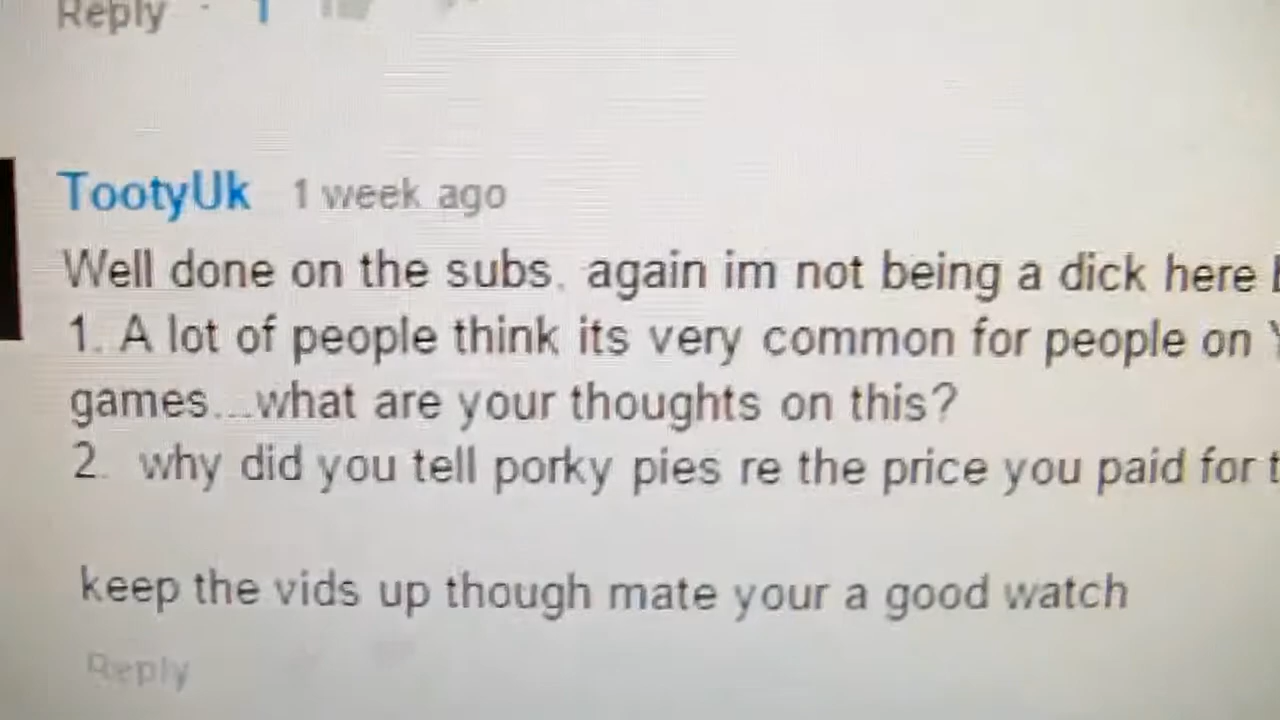 Reply · 1
TootyUk 1 week ago
Well done on the subs. again im not being a dick here
1. A lot of people think its very common for people on
games...what are your thoughts on this?
2. why did you tell porky pies re the price you paid for
keep the vids up though mate your a good watch
Reply